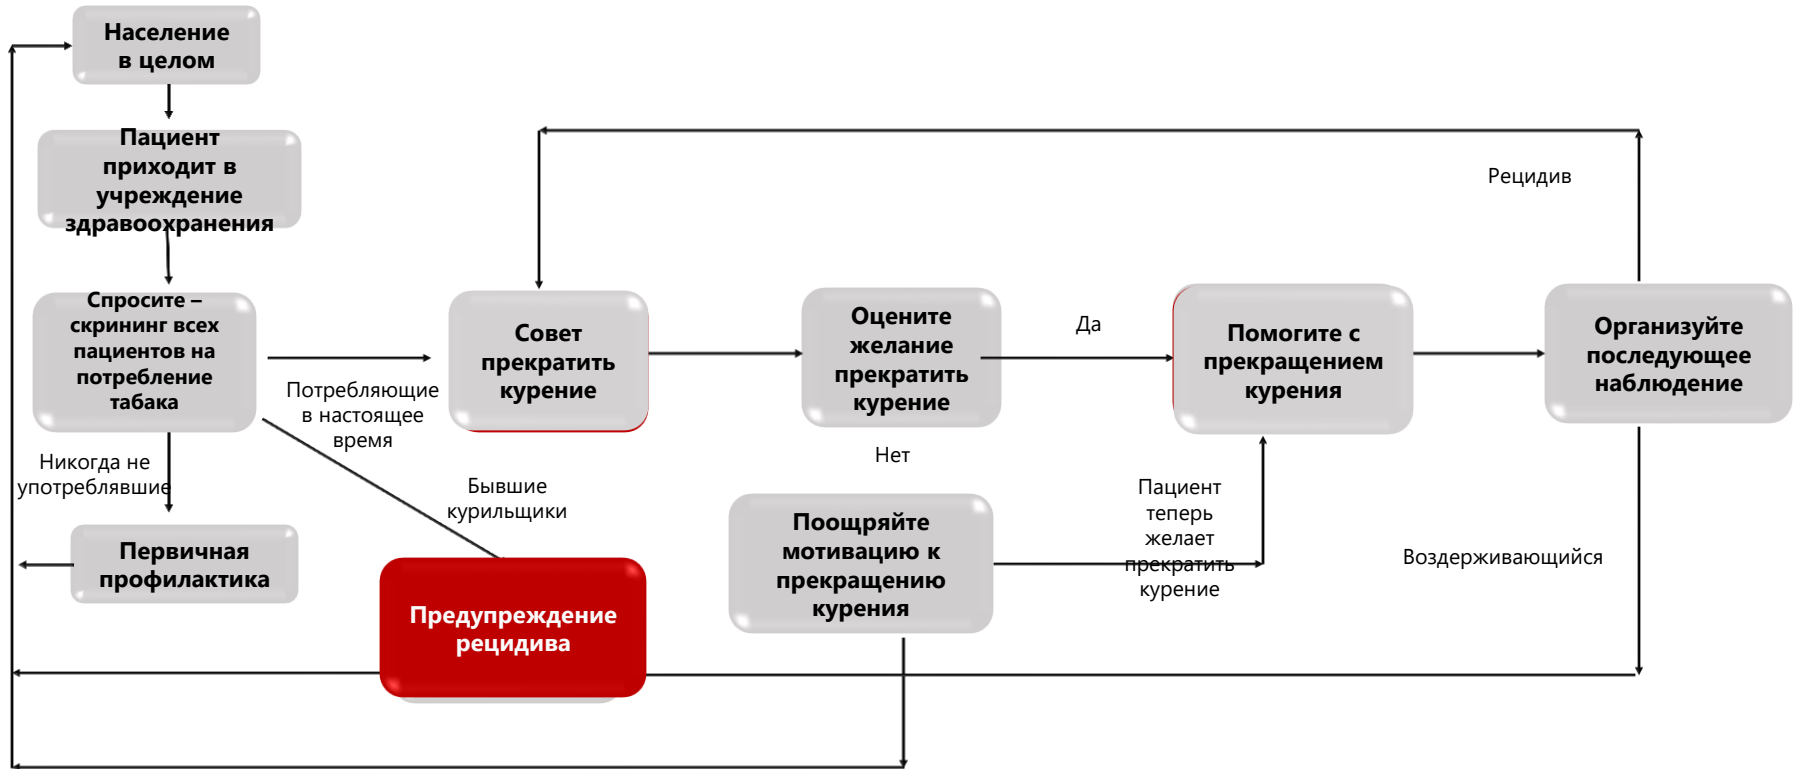 Население
в целом
Пациент
приходит в
учреждение
здравоохранения
Рецидив
Спросите –
скрининг всех
пациентов на
потребление
табака
Совет
прекратить
курение
Оцените
желание
прекратить
курение
Да
Помогите с
прекращением
курения
Организуйте
последующее
наблюдение
Потребляющие
в настоящее
время
Никогда не
употреблявшие
Бывшие
курильщики
Нет
Пациент
теперь
желает
прекратить
курение
Воздерживающийся
Первичная
профилактика
Поощряйте
мотивацию к
прекращению
курения
Предупреждение
рецидива